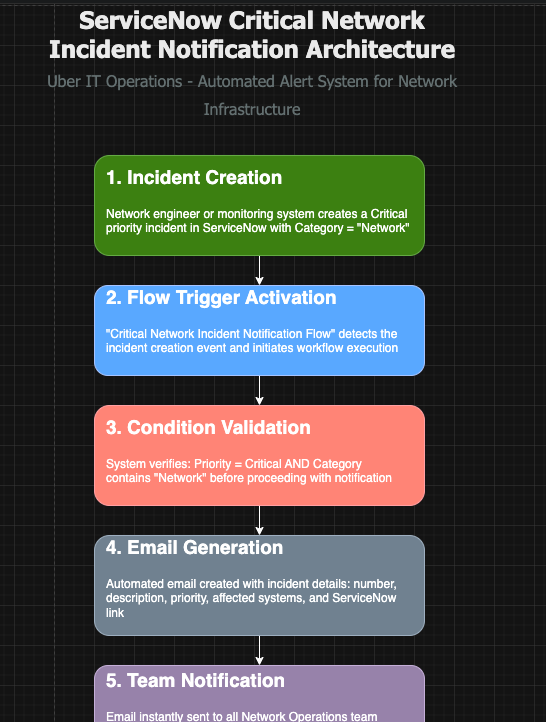 ServiceNow Critical Network
Incident Notification Architecture
Uber IT Operations - Automated Alert System for Network
Infrastructure
1. Incident Creation
Network engineer or monitoring system creates a Critical
priority incident in ServiceNow with Category = "Network"
2. Flow Trigger Activation
"Critical Network Incident Notification Flow" detects the
incident creation event and initiates workflow execution
3. Condition Validation
System verifies: Priority = Critical AND Category
contains "Network" before proceeding with notification
4. Email Generation
Automated email created with incident details: number,
description, priority, affected systems, and ServiceNow
link
5. Team Notification
Email instantly sent to all Network Operations team